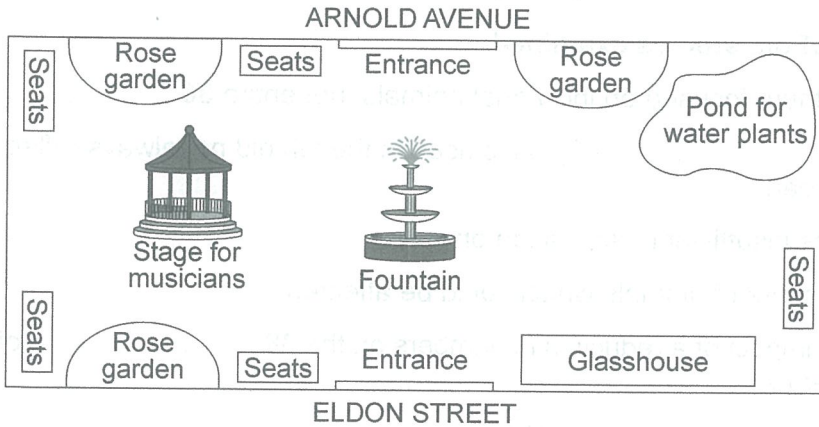 ARNOLD AVENUE
Seats
Rose
garden
Seats
Entrance
Rose
garden
Pond for
water plants
Stage for
musicians
Fountain
Seats
Seats
Rose
garden
Seats
Entrance
Glasshouse
ELDON STREET